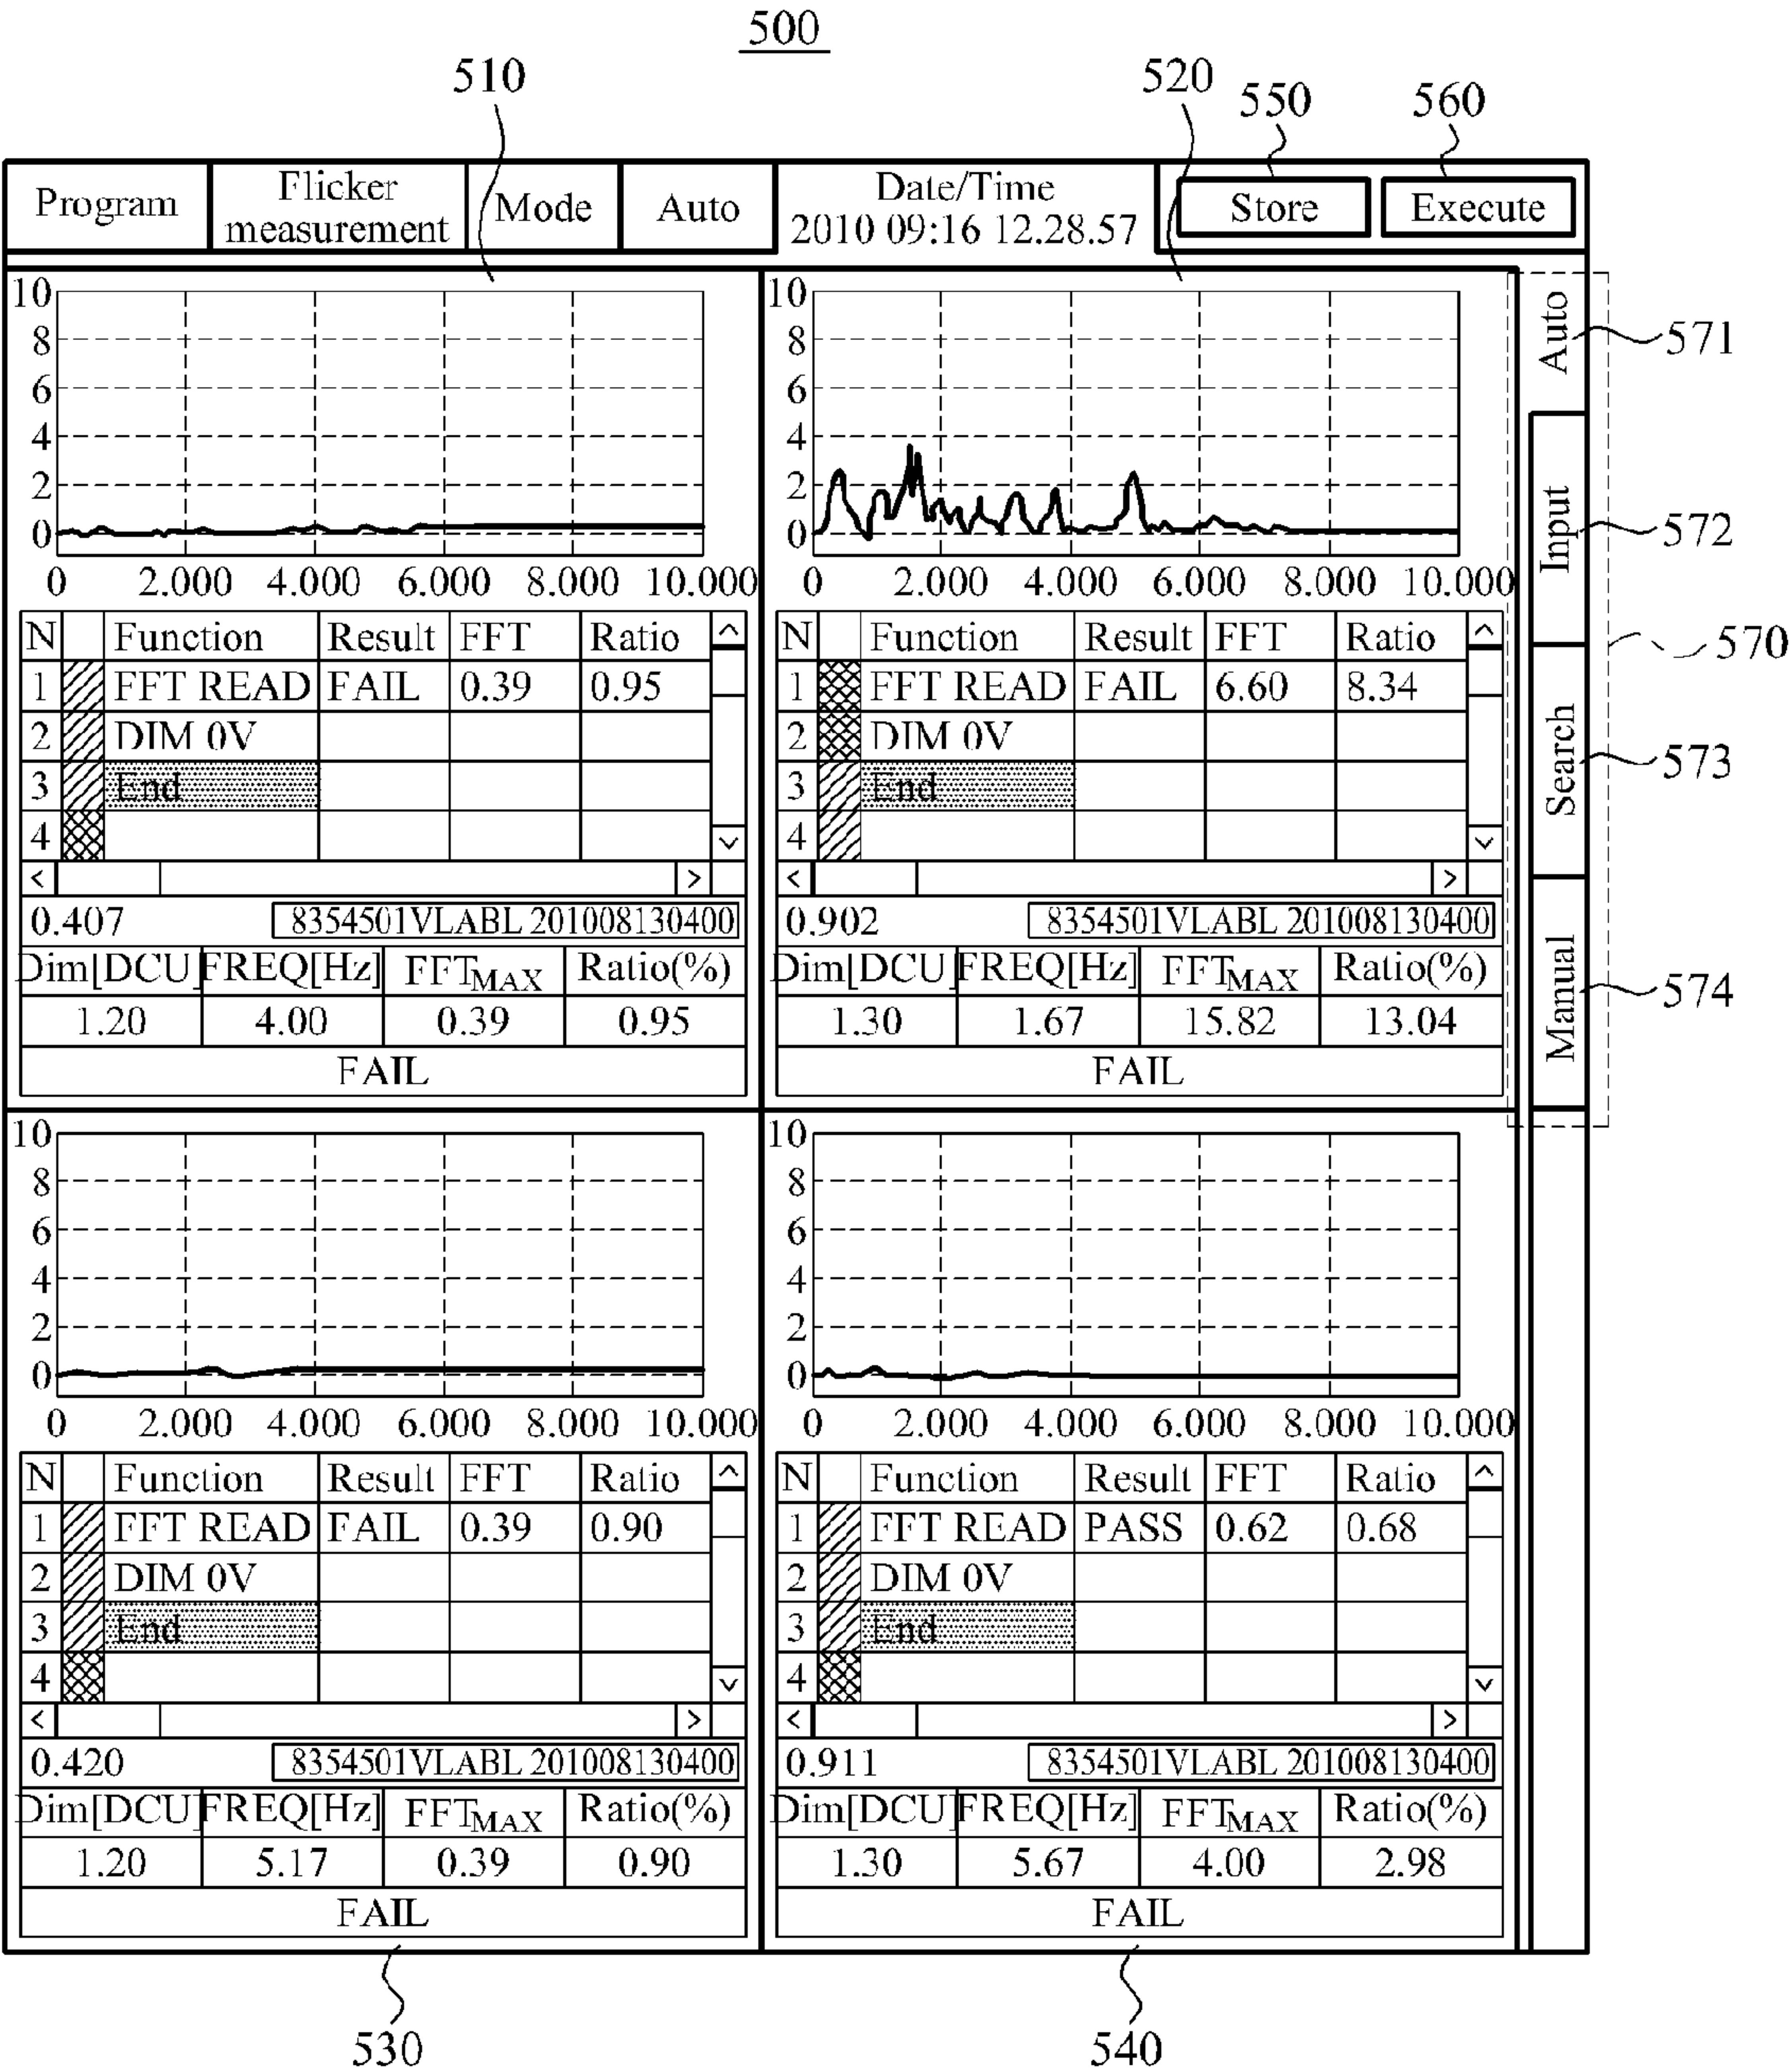 500
510
520
550
560
Program
Flicker measurement
Mode
Auto
Date/Time
2010 09:16 12.28.57
Store
Execute
10
8
6
4
2
0
0 2.000 4.000 6.000 8.000 10.000
N Function Result FFT Ratio ^
1 FFT READ FAIL 0.39 0.95
2 DIM 0V
3 End
4 v
< >
0.407 8354501VLABL 201008130400
Dim[DCU] FREQ[Hz] FFTMAX Ratio(%)
1.20 4.00 0.39 0.95
FAIL
10
8
6
4
2
0
0 2.000 4.000 6.000 8.000 10.000
N Function Result FFT Ratio ^
1 FFT READ FAIL 6.60 8.34
2 DIM 0V
3 End
4 v
< >
0.902 8354501VLABL 201008130400
Dim[DCU] FREQ[Hz] FFTMAX Ratio(%)
1.30 1.67 15.82 13.04
FAIL
Auto
571
Input
572
570
Search
573
Manual
574
10
8
6
4
2
0
0 2.000 4.000 6.000 8.000 10.000
N Function Result FFT Ratio ^
1 FFT READ FAIL 0.39 0.90
2 DIM 0V
3 End
4 v
< >
0.420 8354501VLABL 201008130400
Dim[DCU] FREQ[Hz] FFTMAX Ratio(%)
1.20 5.17 0.39 0.90
FAIL
10
8
6
4
2
0
0 2.000 4.000 6.000 8.000 10.000
N Function Result FFT Ratio ^
1 FFT READ PASS 0.62 0.68
2 DIM 0V
3 End
4 v
< >
0.911 8354501VLABL 201008130400
Dim[DCU] FREQ[Hz] FFTMAX Ratio(%)
1.30 5.67 4.00 2.98
FAIL
530
540